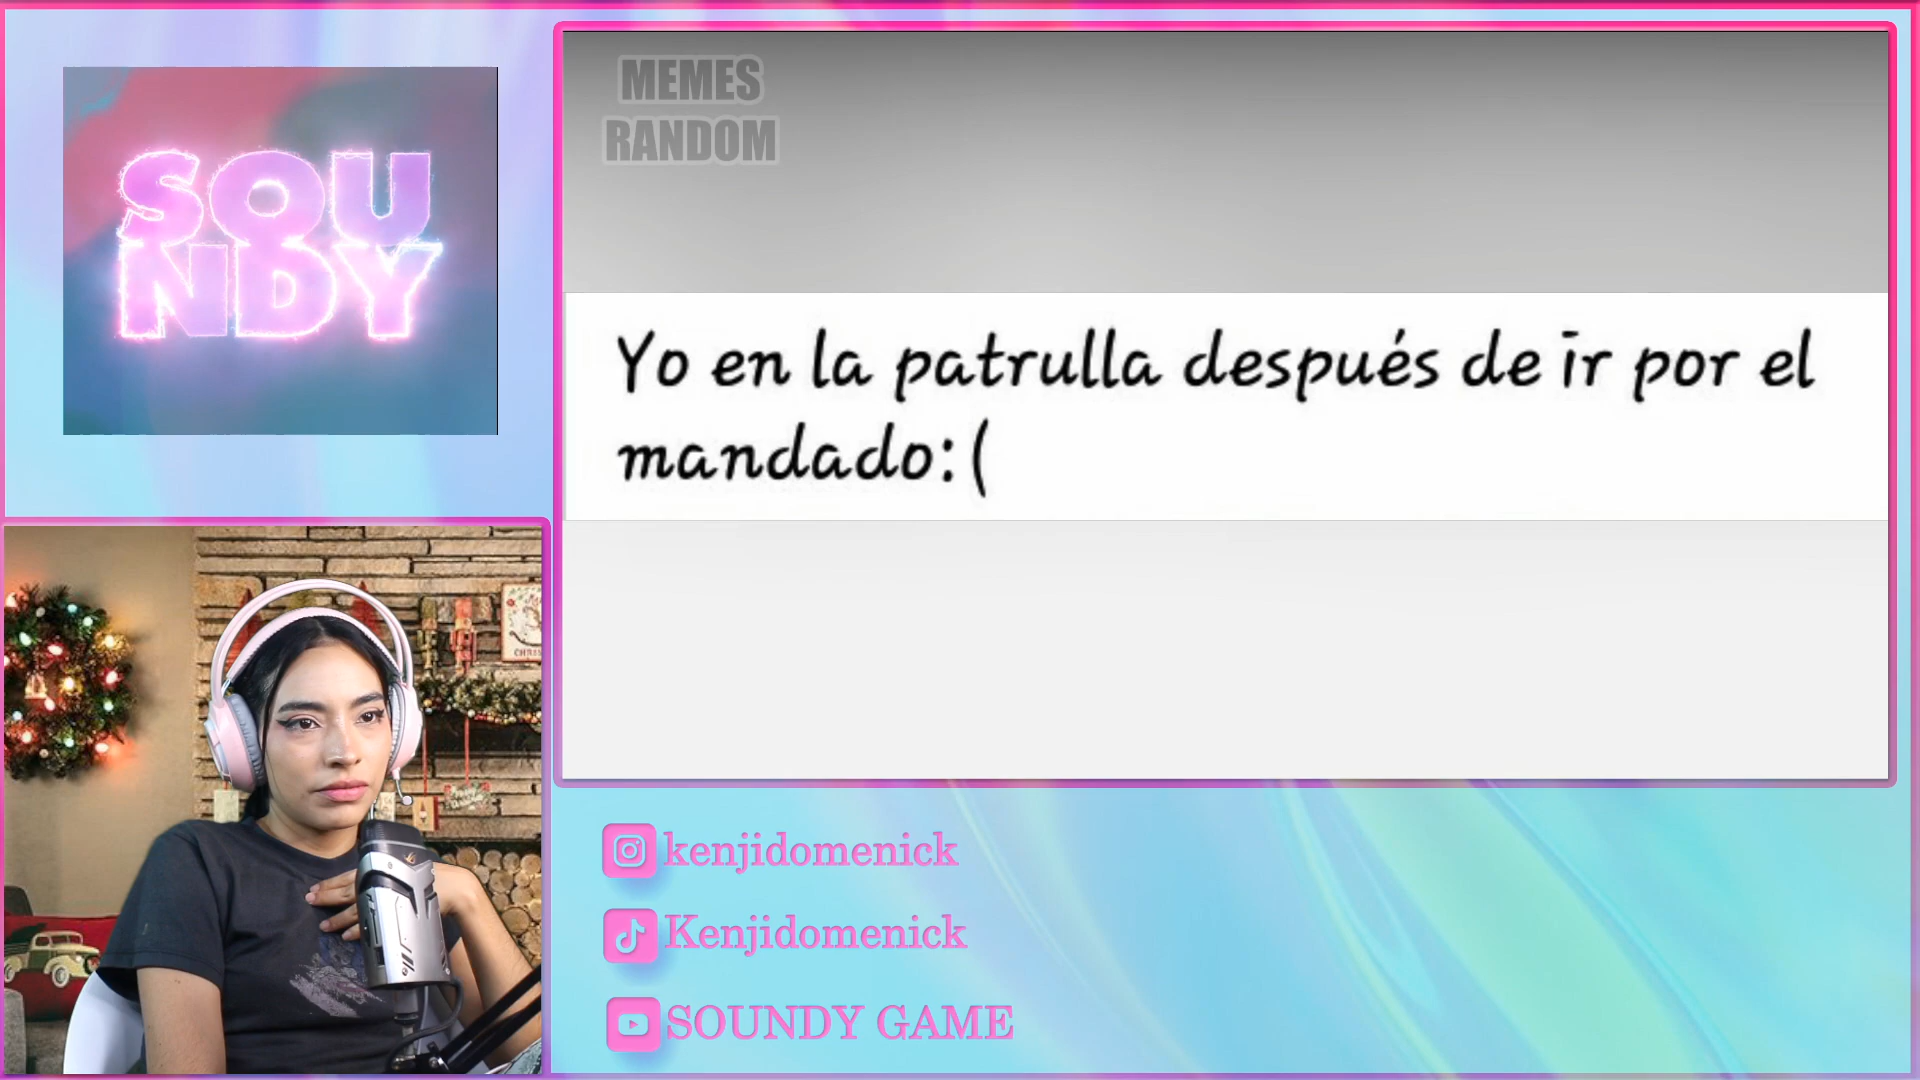 SOU
NDY
MEMES
RANDOM
Yo en la patrulla después de ir por el
mandado:(
kenjidomenick
Kenjidomenick
SOUNDY GAME